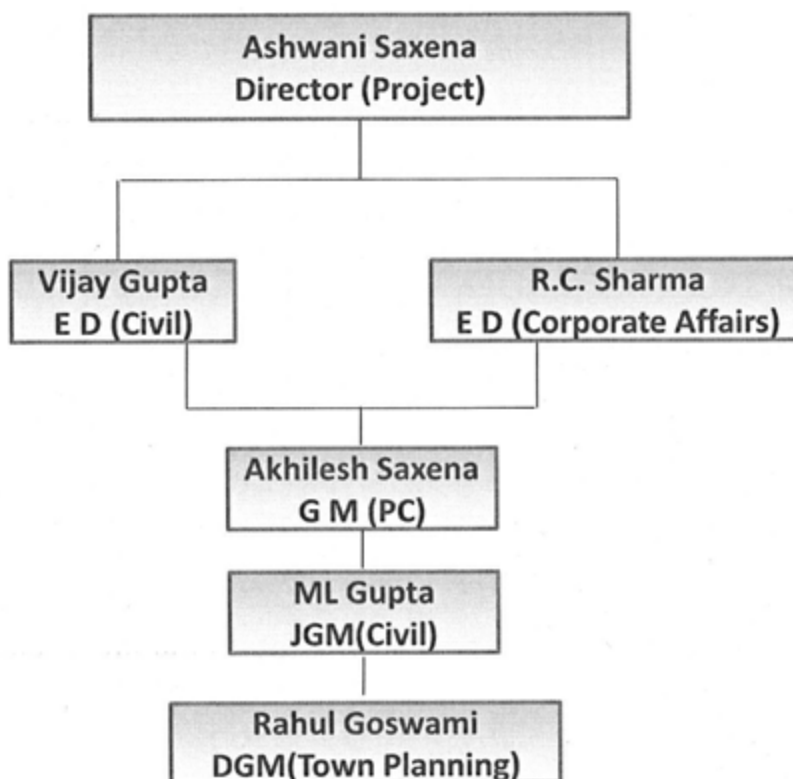 Ashwani Saxena
Director (Project)
Vijay Gupta
E D (Civil)
R.C. Sharma
E D (Corporate Affairs)
Akhilesh Saxena
G M (PC)
ML Gupta
JGM(Civil)
Rahul Goswami
DGM(Town Planning)